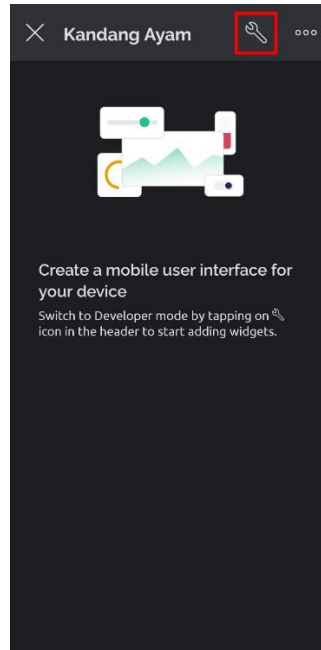 Kandang Ayam
Create a mobile user interface for
your device
Switch to Developer mode by tapping on
icon in the header to start adding widgets.